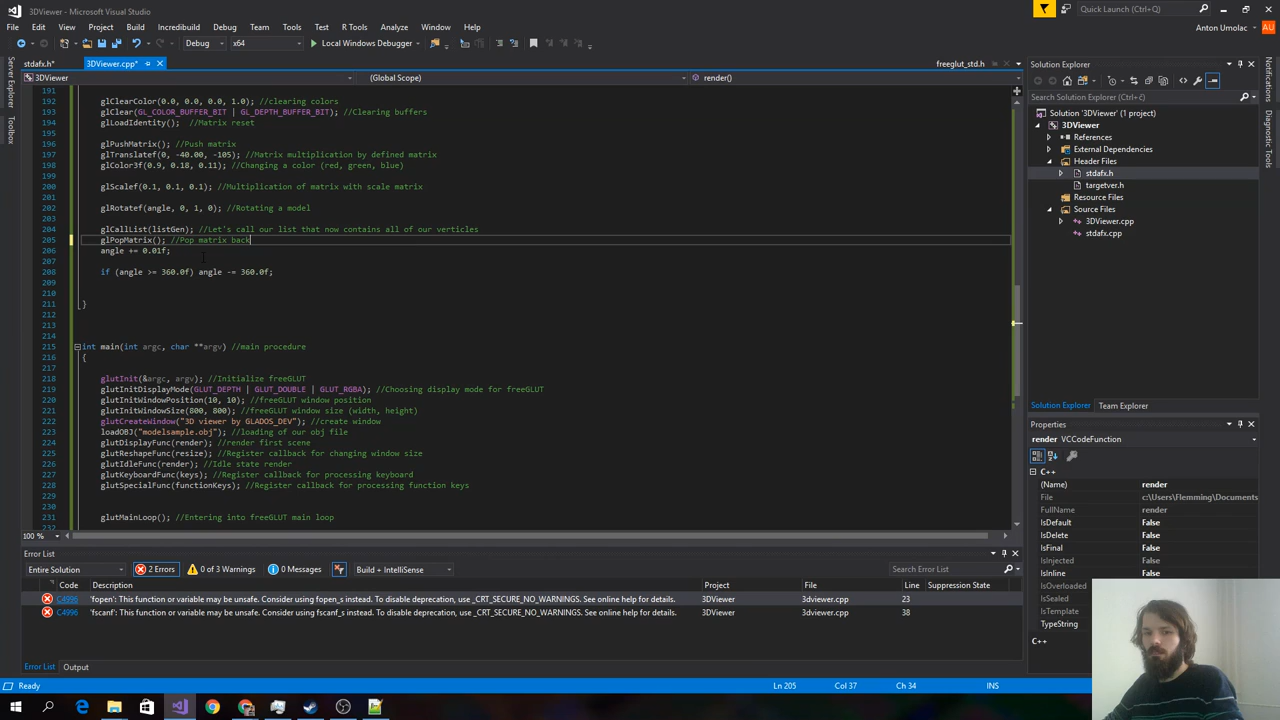 3DViewer - Microsoft Visual Studio
Quick Launch (Ctrl+Q)
File Edit View Project Build Incredibuild Debug Team Tools Test R Tools Analyze Window Help
Anton Umolac AU
Debug x64 Local Windows Debugger
stdafx.h* 3DViewer.cpp* freeglut_std.h
3DViewer (Global Scope) render()
191
192 glClearColor(0.0, 0.0, 0.0, 1.0); //clearing colors
193 glClear(GL_COLOR_BUFFER_BIT | GL_DEPTH_BUFFER_BIT); //Clearing buffers
194 glLoadIdentity(); //Matrix reset
195
196 glPushMatrix(); //Push matrix
197 glTranslatef(0, -40.00, -105); //Matrix multiplication by defined matrix
198 glColor3f(0.9, 0.18, 0.11); //Changing a color (red, green, blue)
199
200 glScalef(0.1, 0.1, 0.1); //Multiplication of matrix with scale matrix
201
202 glRotatef(angle, 0, 1, 0); //Rotating a model
203
204 glCallList(listGen); //Let's call our list that now contains all of our verticles
205 glPopMatrix(); //Pop matrix back
206 angle += 0.01f;
207
208 if (angle >= 360.0f) angle -= 360.0f;
209
210
211 }
212
213
214
215 int main(int argc, char **argv) //main procedure
216 {
217
218 glutInit(&argc, argv); //Initialize freeGLUT
219 glutInitDisplayMode(GLUT_DEPTH | GLUT_DOUBLE | GLUT_RGBA); //Choosing display mode for freeGLUT
220 glutInitWindowPosition(10, 10); //freeGLUT window position
221 glutInitWindowSize(800, 800); //freeGLUT window size (width, height)
222 glutCreateWindow("3D viewer by GLADOS_DEV"); //create window
223 loadOBJ("modelsample.obj"); //loading of our obj file
224 glutDisplayFunc(render); //render first scene
225 glutReshapeFunc(resize); //Register callback for changing window size
226 glutIdleFunc(render); //Idle state render
227 glutKeyboardFunc(keys); //Register callback for processing keyboard
228 glutSpecialFunc(functionKeys); //Register callback for processing function keys
229
230
231 glutMainLoop(); //Entering into freeGLUT main loop
232
100 %
Server Explorer
Toolbox
Error List
Entire Solution 2 Errors 0 of 3 Warnings 0 Messages Build + IntelliSense Search Error List
Code Description Project File Line Suppression State
C4996 'fopen': This function or variable may be unsafe. Consider using fopen_s instead. To disable deprecation, use _CRT_SECURE_NO_WARNINGS. See online help for details. 3DViewer 3dviewer.cpp 23
C4996 'fscanf': This function or variable may be unsafe. Consider using fscanf_s instead. To disable deprecation, use _CRT_SECURE_NO_WARNINGS. See online help for details. 3DViewer 3dviewer.cpp 38
Error List Output
Ready Ln 205 Col 37 Ch 34 INS
Solution Explorer
Search Solution Explorer
Solution '3DViewer' (1 project)
3DViewer
References
External Dependencies
Header Files
stdafx.h
targetver.h
Resource Files
Source Files
3DViewer.cpp
stdafx.cpp
Solution Explorer Team Explorer
Properties
render VCCodeFunction
C++
(Name) render
File c:\Users\Flemming\Documents
FullName render
IsDefault False
IsDelete False
IsFinal False
IsInjected False
IsInline False
IsOverloaded
IsSealed
IsTemplate
TypeString
C++
Notifications
Diagnostic Tools